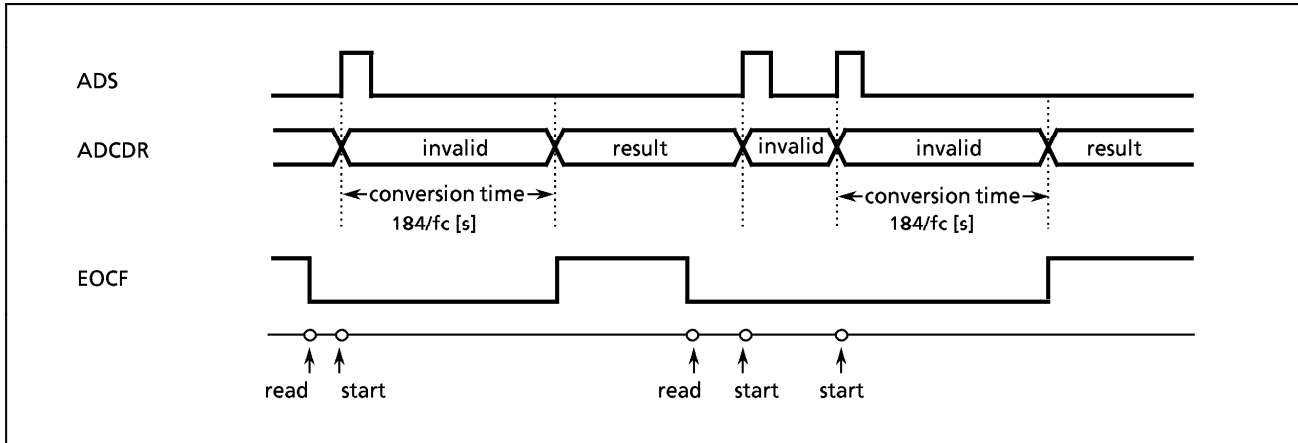 ADS
ADCDR invalid result invalid invalid result
conversion time conversion time
184/fc [s] 184/fc [s]
EOCF
read start read start start